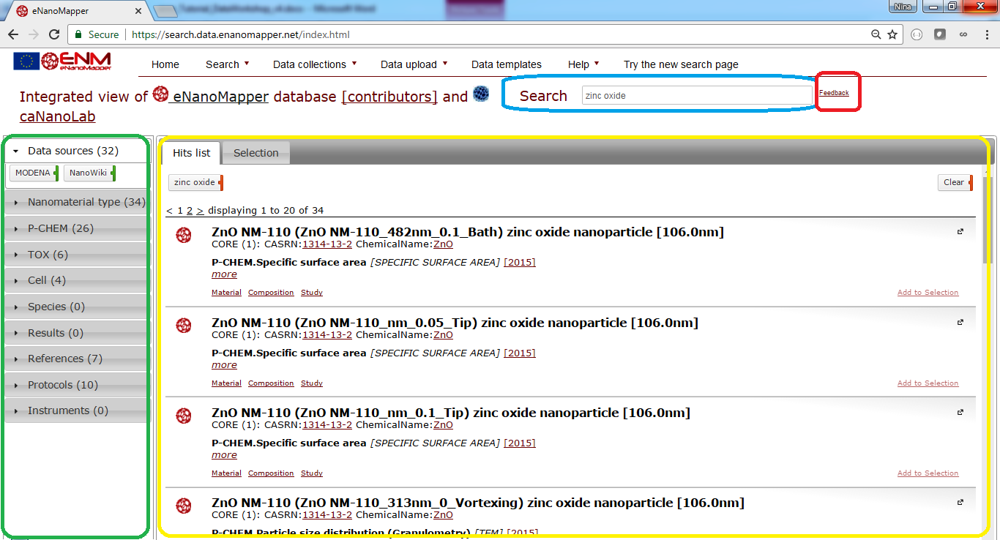 eNanoMapper
Tutorial_DataWorkshop_v4.docx - Microsoft Word
Nina
Secure https://search.data.enanomapper.net/index.html
ENM
eNanoMapper
Home Search Data collections Data upload Data templates Help Try the new search page
Integrated view of eNanoMapper database [contributors] and
caNanoLab
Search zinc oxide Feedback
Data sources (32)
MODENA NanoWiki
Nanomaterial type (34)
P-CHEM (26)
TOX (6)
Cell (4)
Species (0)
Results (0)
References (7)
Protocols (10)
Instruments (0)
Hits list Selection
zinc oxide Clear
< 1 2 > displaying 1 to 20 of 34
ZnO NM-110 (ZnO NM-110_482nm_0.1_Bath) zinc oxide nanoparticle [106.0nm]
CORE (1): CASRN:1314-13-2 ChemicalName:ZnO
P-CHEM.Specific surface area [SPECIFIC SURFACE AREA] [2015]
more
Material Composition Study Add to Selection
ZnO NM-110 (ZnO NM-110_nm_0.05_Tip) zinc oxide nanoparticle [106.0nm]
CORE (1): CASRN:1314-13-2 ChemicalName:ZnO
P-CHEM.Specific surface area [SPECIFIC SURFACE AREA] [2015]
more
Material Composition Study Add to Selection
ZnO NM-110 (ZnO NM-110_nm_0.1_Tip) zinc oxide nanoparticle [106.0nm]
CORE (1): CASRN:1314-13-2 ChemicalName:ZnO
P-CHEM.Specific surface area [SPECIFIC SURFACE AREA] [2015]
more
Material Composition Study Add to Selection
ZnO NM-110 (ZnO NM-110_313nm_0_Vortexing) zinc oxide nanoparticle [106.0nm]
CORE (1): CASRN:1314-13-2 ChemicalName:ZnO
P-CHEM.Particle size distribution (Granulometry) [TEM] [2015]